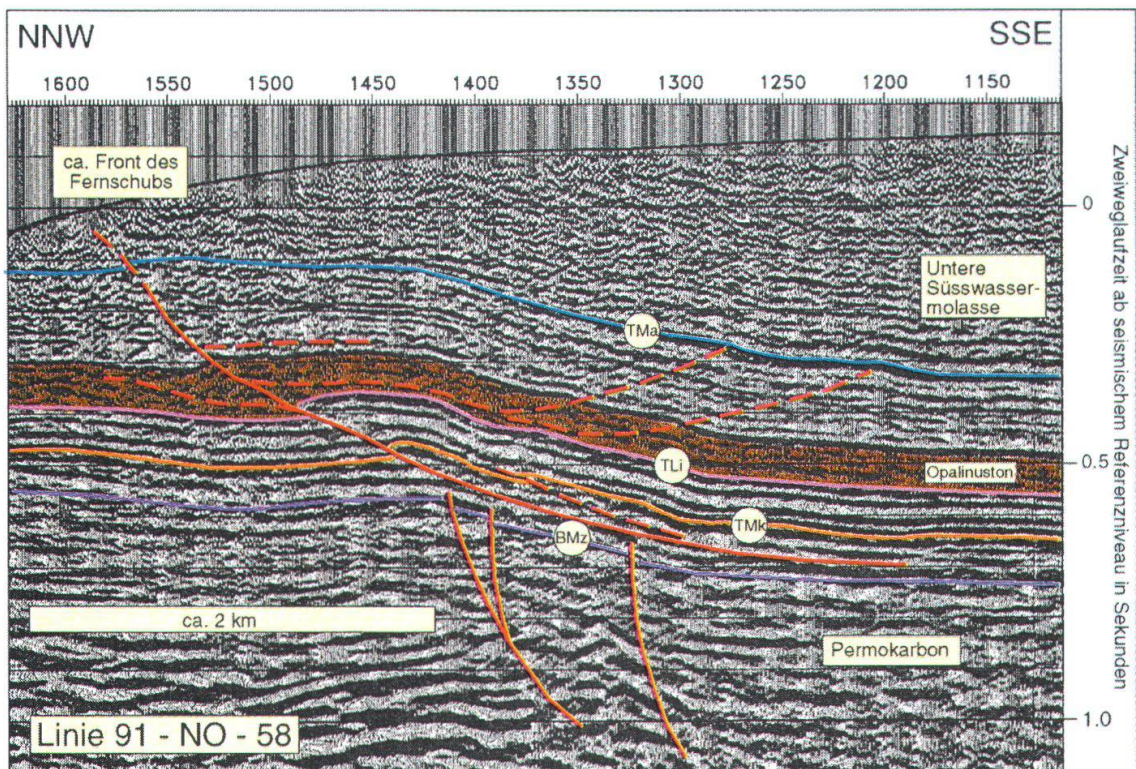 NNW
SSE
1600 1550 1500 1450 1400 1350 1300 1250 1200 1150
ca. Front des
Fernschubs
0
Untere
Süsswasser-
molasse
TMa
Opalinuston
TLi
0.5
TMk
BMz
ca. 2 km
Permokarbon
1.0
Linie 91 - NO - 58
Zweiweglaufzeit ab seismischem Referenzniveau in Sekunden